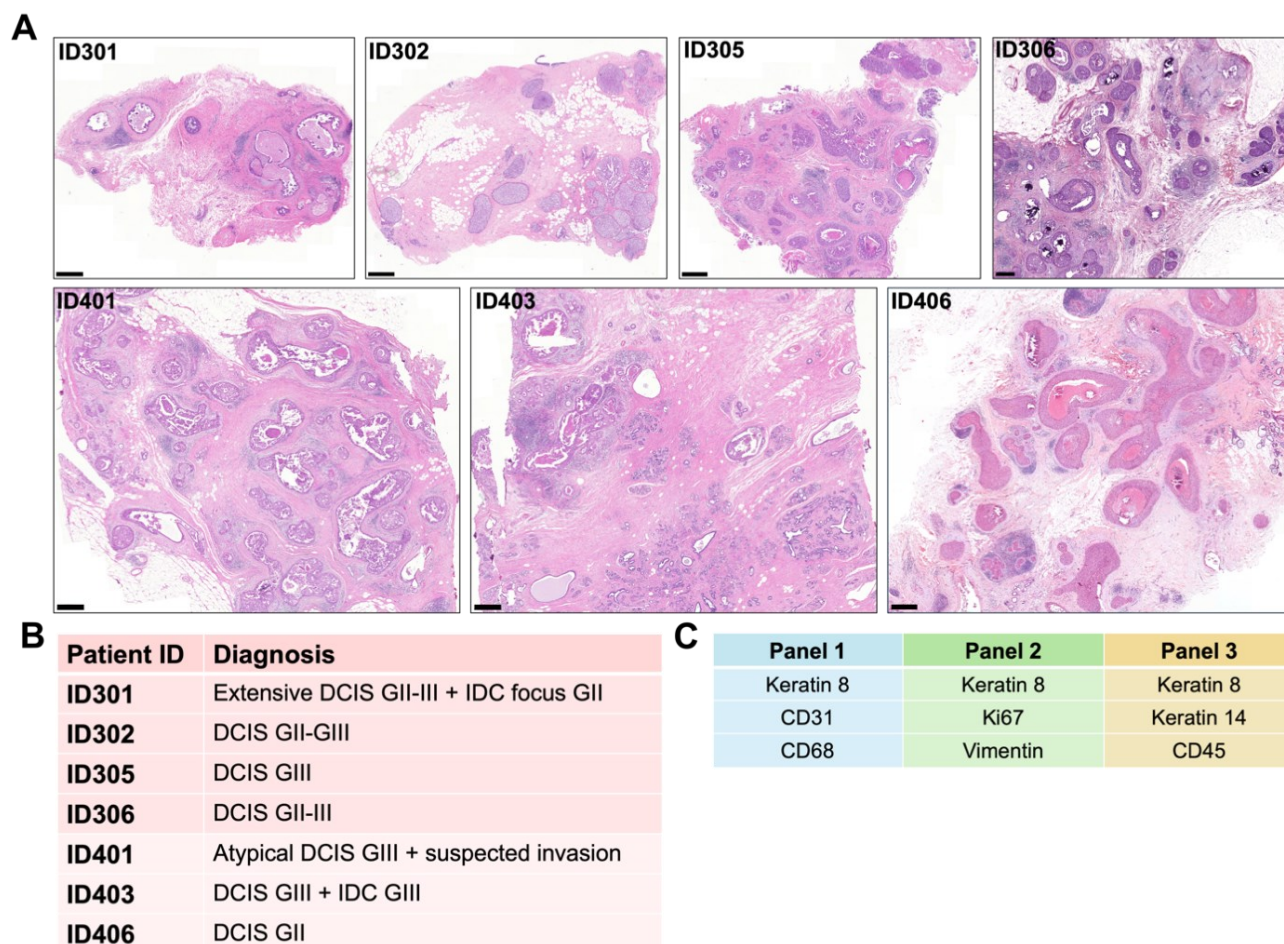 A
ID301
ID302
ID305
ID306
ID401
ID403
ID406
B
Patient ID Diagnosis
ID301 Extensive DCIS GII-III + IDC focus GII
ID302 DCIS GII-GIII
ID305 DCIS GIII
ID306 DCIS GII-III
ID401 Atypical DCIS GIII + suspected invasion
ID403 DCIS GIII + IDC GIII
ID406 DCIS GII
C
Panel 1 Panel 2 Panel 3
Keratin 8 Keratin 8 Keratin 8
CD31 Ki67 Keratin 14
CD68 Vimentin CD45